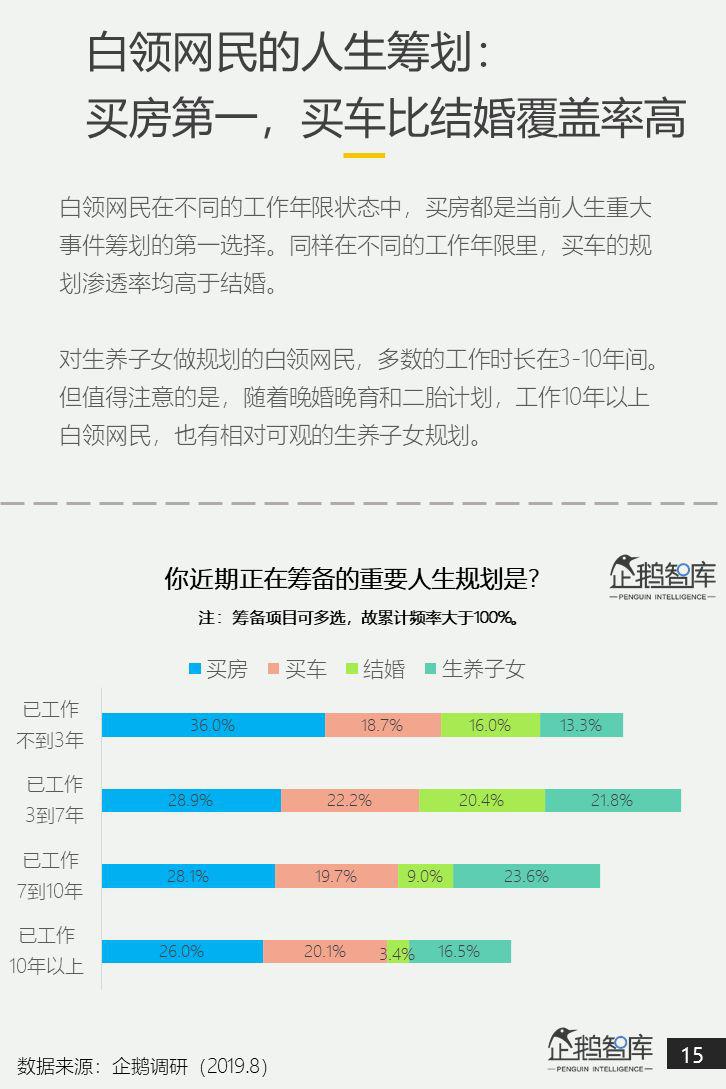 白领网民的人生筹划：
买房第一，买车比结婚覆盖率高
白领网民在不同的工作年限状态中，买房都是当前人生重大
事件筹划的第一选择。同样在不同的工作年限里，买车的规
划渗透率均高于结婚。
对生养子女做规划的白领网民，多数的工作时长在3-10年间。
但值得注意的是，随着晚婚晚育和二胎计划，工作10年以上
白领网民，也有相对可观的生养子女规划。
企鹅智库
PENGUIN INTELLIGENCE
你近期正在筹备的重要人生规划是？
注：筹备项目可多选，故累计频率大于100%。
买房 买车 结婚 生养子女
已工作
不到3年
36.0% 18.7% 16.0% 13.3%
已工作
3到7年
28.9% 22.2% 20.4% 21.8%
已工作
7到10年
28.1% 19.7% 9.0% 23.6%
已工作
10年以上
26.0% 20.1% 3.4% 16.5%
企鹅智库
PENGUIN INTELLIGENCE
数据来源：企鹅调研（2019.8）
15